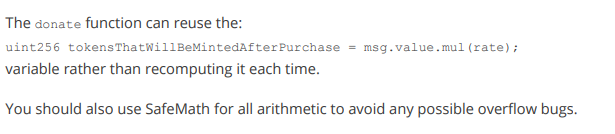 The donate function can reuse the:
uint256 tokensThatWillBeMintedAfterPurchase = msg.value.mul(rate);
variable rather than recomputing it each time.
You should also use SafeMath for all arithmetic to avoid any possible overflow bugs.